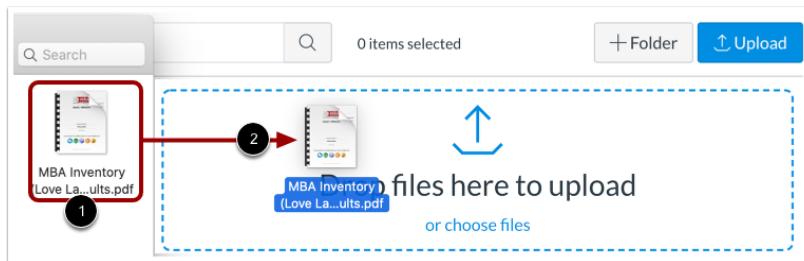 Search
0 items selected
+ Folder
Upload
1
MBA Inventory
(Love La...ults.pdf
2
MBA Inventory
(Love La...ults.pdf
Drop files here to upload
or choose files